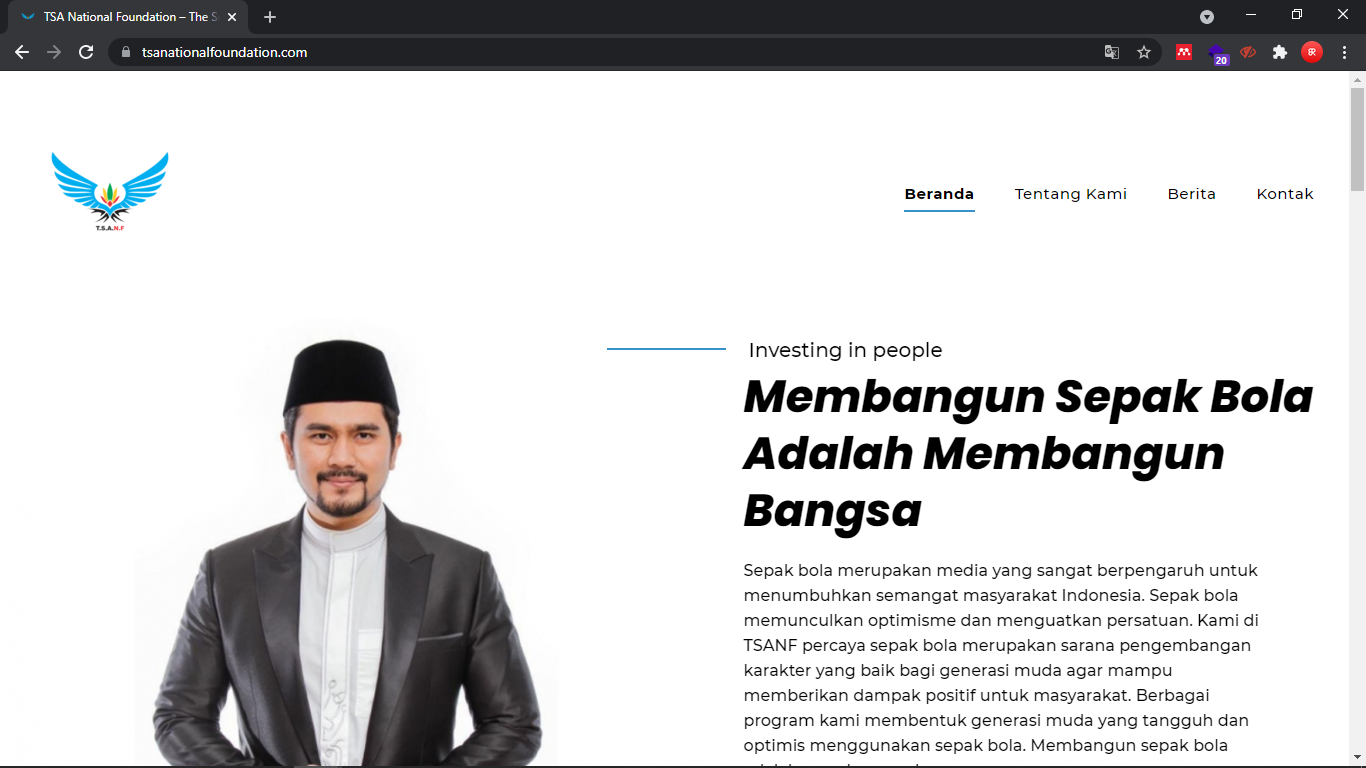 TSA National Foundation – The S
tsanationalfoundation.com
20
T.S.A.N.F
Beranda
Tentang Kami
Berita
Kontak
Investing in people
Membangun Sepak Bola
Adalah Membangun
Bangsa
Sepak bola merupakan media yang sangat berpengaruh untuk
menumbuhkan semangat masyarakat Indonesia. Sepak bola
memunculkan optimisme dan menguatkan persatuan. Kami di
TSANF percaya sepak bola merupakan sarana pengembangan
karakter yang baik bagi generasi muda agar mampu
memberikan dampak positif untuk masyarakat. Berbagai
program kami membentuk generasi muda yang tangguh dan
optimis menggunakan sepak bola. Membangun sepak bola